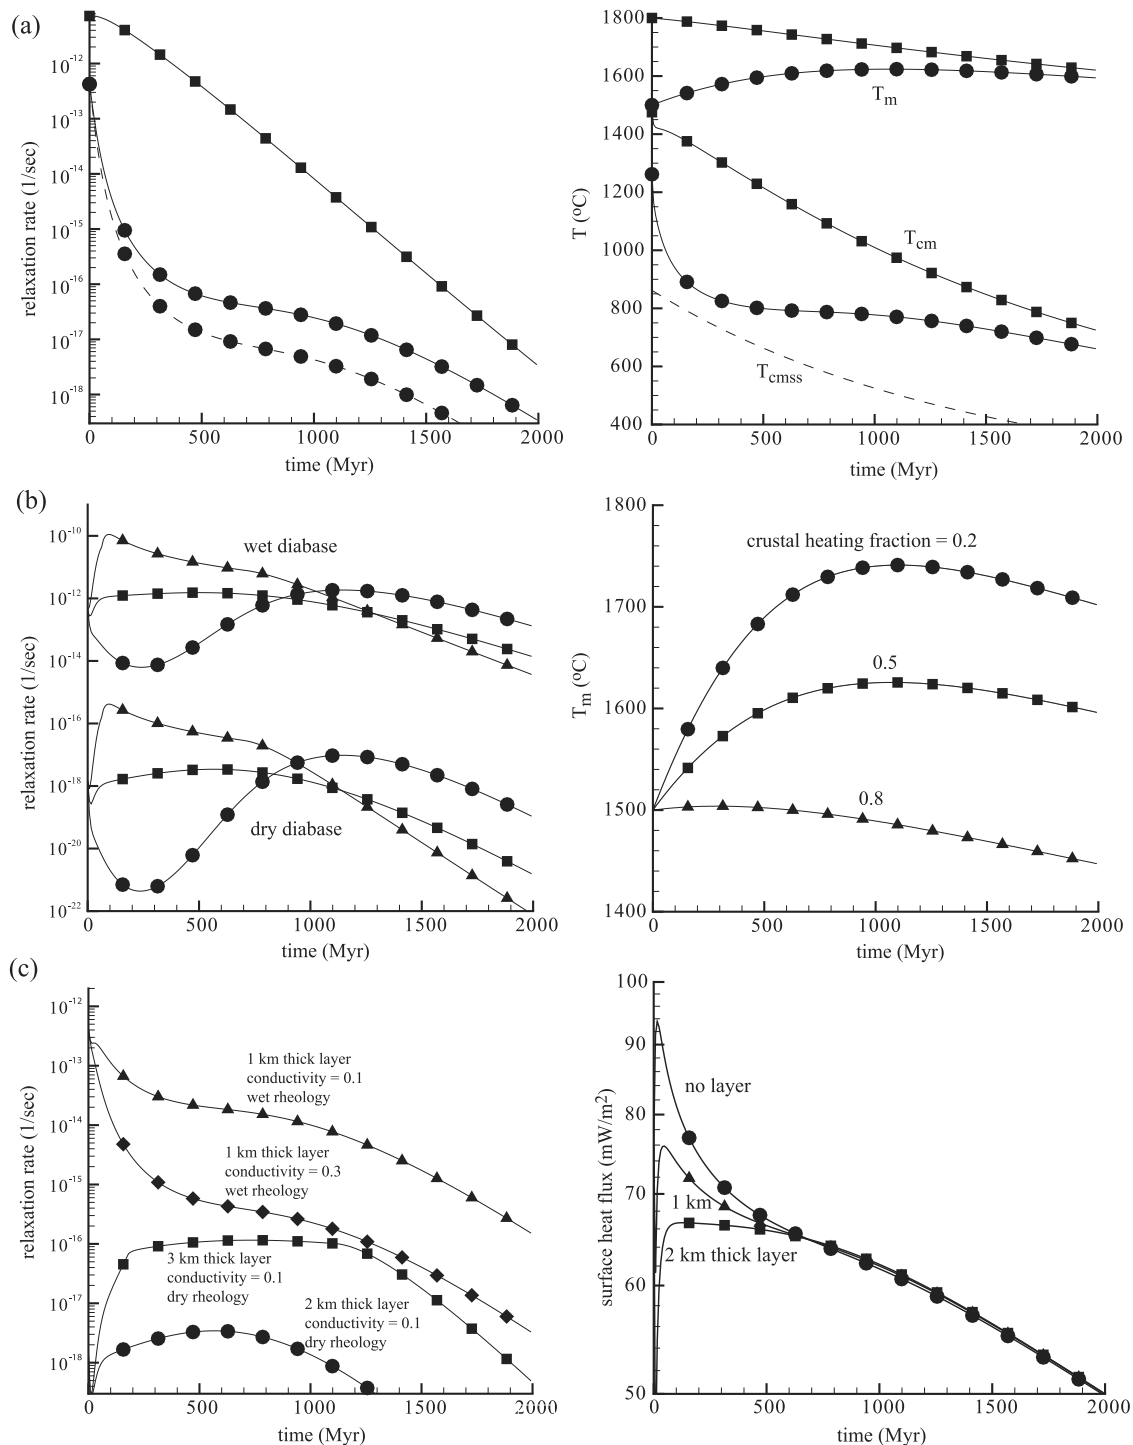 (a)
relaxation rate (1/sec)
10-12
10-13
10-14
10-15
10-16
10-17
10-18
0
500
1000
1500
2000
time (Myr)
T (oC)
1800
1600
1400
1200
1000
800
600
400
Tm
Tcm
Tcmss
0
500
1000
1500
2000
time (Myr)
(b)
relaxation rate (1/sec)
10-10
10-12
10-14
10-16
10-18
10-20
10-22
wet diabase
dry diabase
0
500
1000
1500
2000
time (Myr)
Tm (oC)
1800
1700
1600
1500
1400
crustal heating fraction = 0.2
0.5
0.8
0
500
1000
1500
2000
time (Myr)
(c)
relaxation rate (1/sec)
10-12
10-13
10-14
10-15
10-16
10-17
10-18
1 km thick layer
conductivity = 0.1
wet rheology
1 km thick layer
conductivity = 0.3
wet rheology
3 km thick layer
conductivity = 0.1
dry rheology
2 km thick layer
conductivity = 0.1
dry rheology
0
500
1000
1500
2000
time (Myr)
surface heat flux (mW/m2)
100
90
80
70
60
50
no layer
1 km
2 km thick layer
0
500
1000
1500
2000
time (Myr)